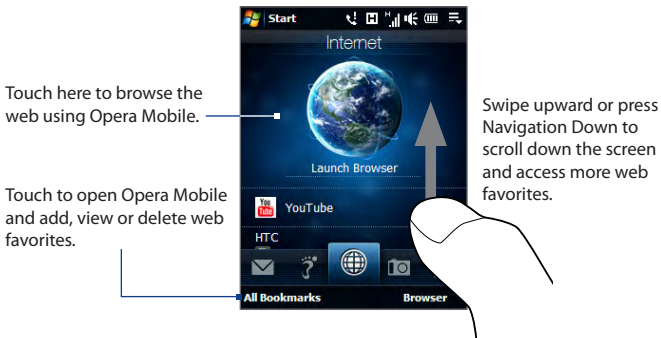 Start
H
H
Internet
Touch here to browse the
web using Opera Mobile.
Launch Browser
Swipe upward or press
Navigation Down to
scroll down the screen
and access more web
favorites.
Touch to open Opera Mobile
and add, view or delete web
favorites.
You
Tube
YouTube
HTC
All Bookmarks
Browser